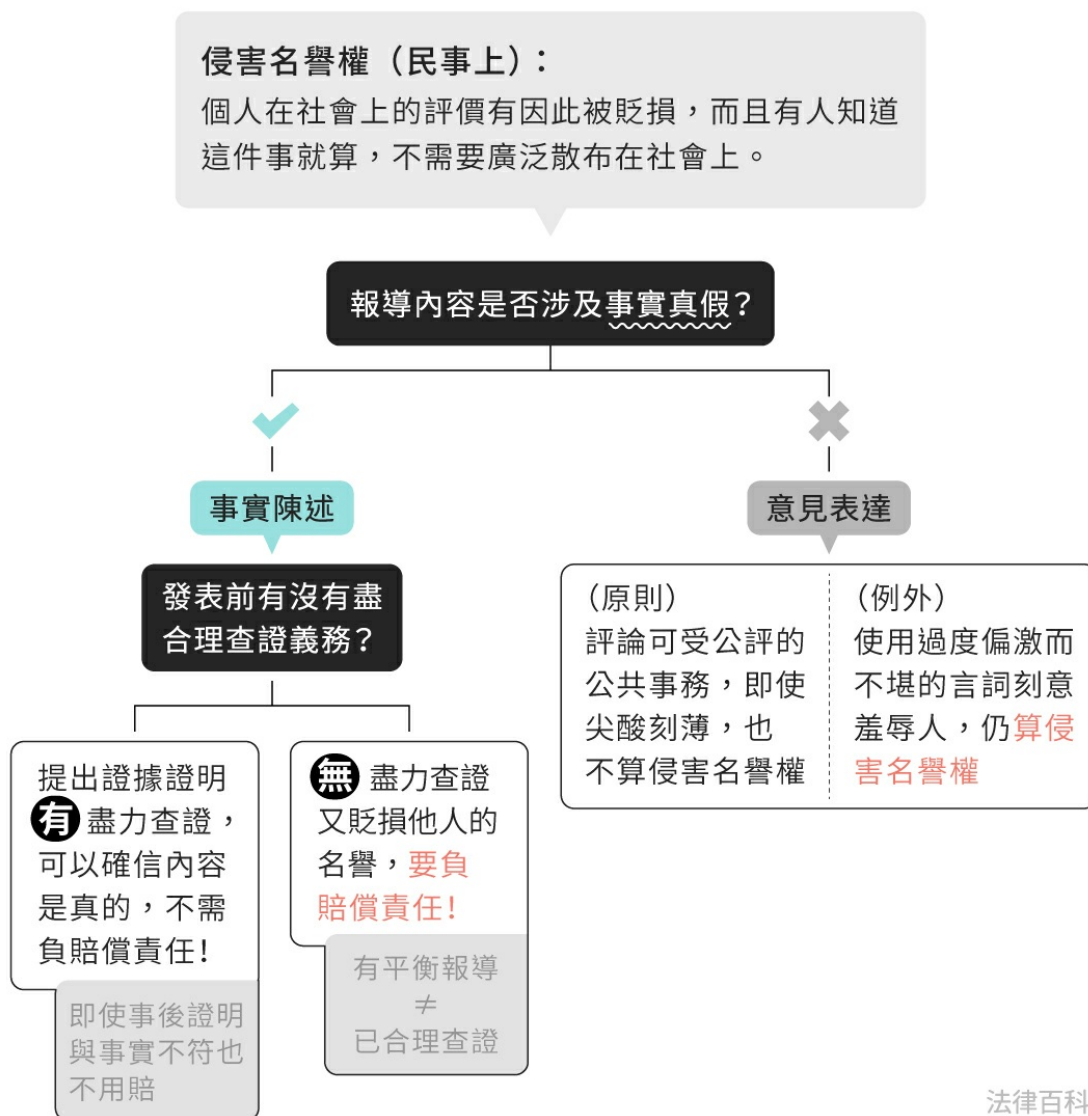 侵害名譽權（民事上）：
個人在社會上的評價有因此被貶損，而且有人知道
這件事就算，不需要廣泛散布在社會上。
報導內容是否涉及事實真假？
事實陳述
發表前有沒有盡
合理查證義務？
提出證據證明
有 盡力查證，
可以確信內容
是真的，不需
負賠償責任！
即使事後證明
與事實不符也
不用賠
無 盡力查證
又貶損他人的
名譽，要負
賠償責任！
有平衡報導
≠
已合理查證
意見表達
（原則）
評論可受公評的
公共事務，即使
尖酸刻薄，也
不算侵害名譽權
（例外）
使用過度偏激而
不堪的言詞刻意
羞辱人，仍算侵
害名譽權
法律百科